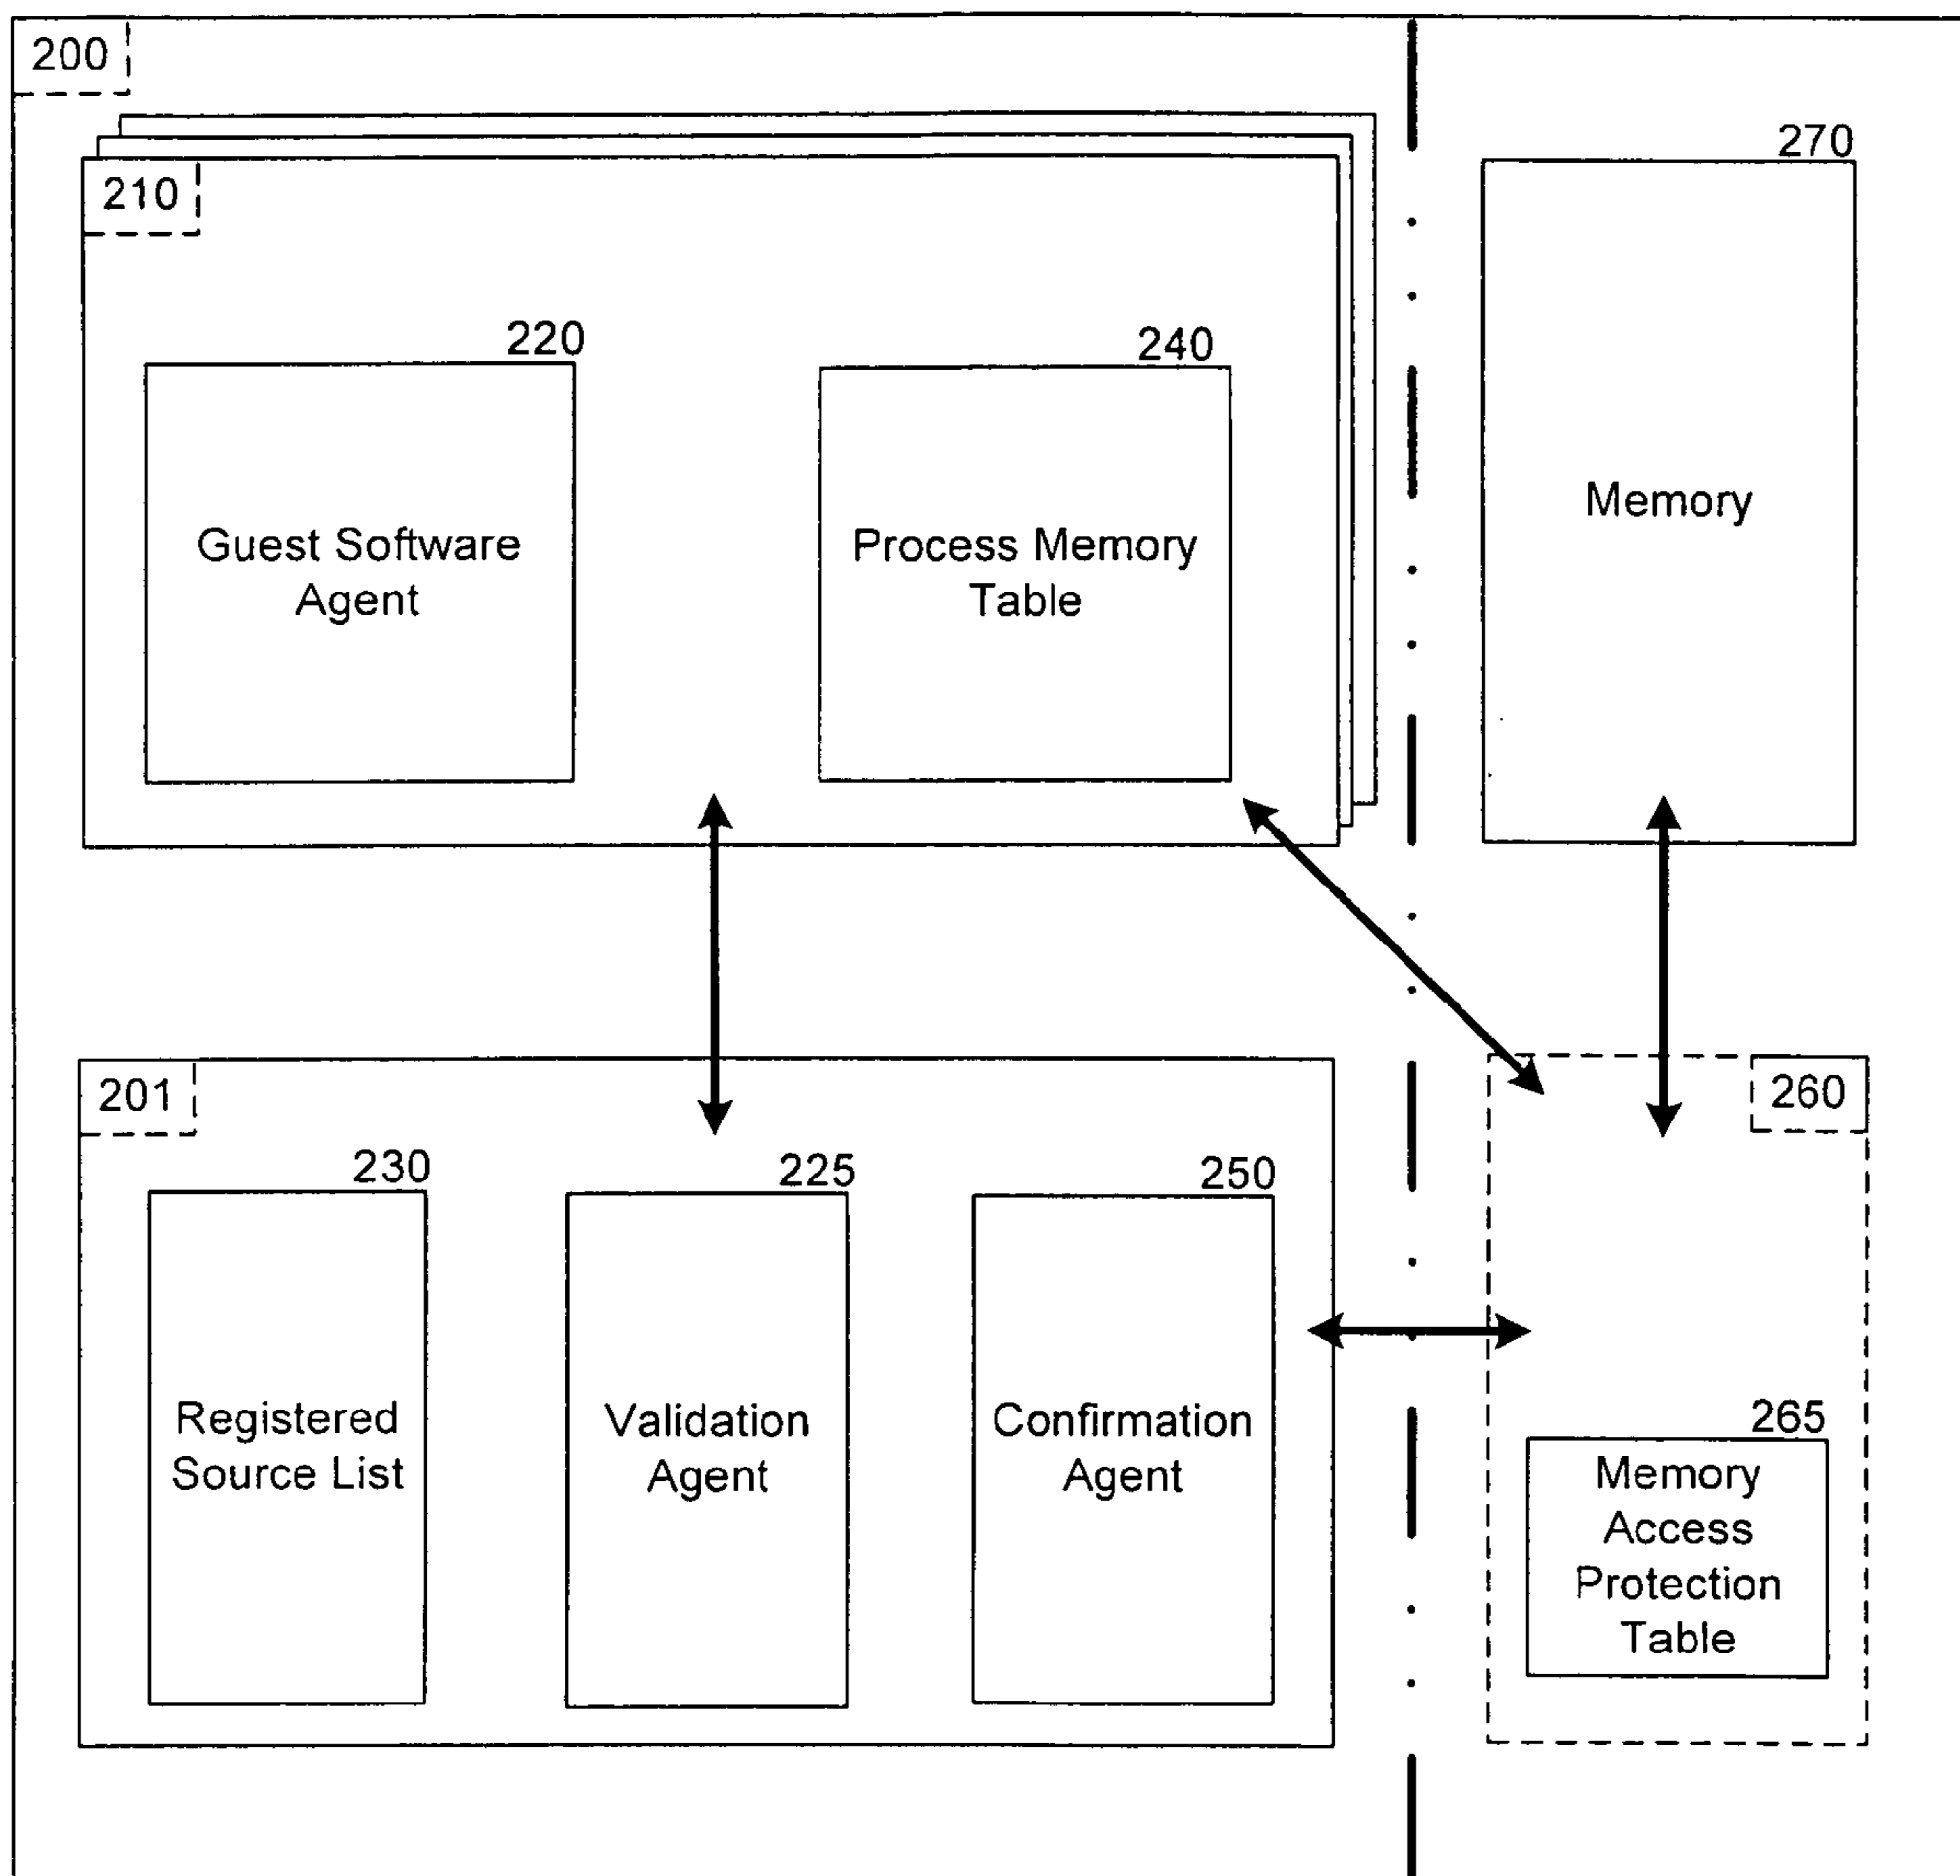 200
270
210
220
240
Guest Software
Agent
Process Memory
Table
Memory
201
260
230
225
250
Registered
Source List
Validation
Agent
Confirmation
Agent
265
Memory
Access
Protection
Table